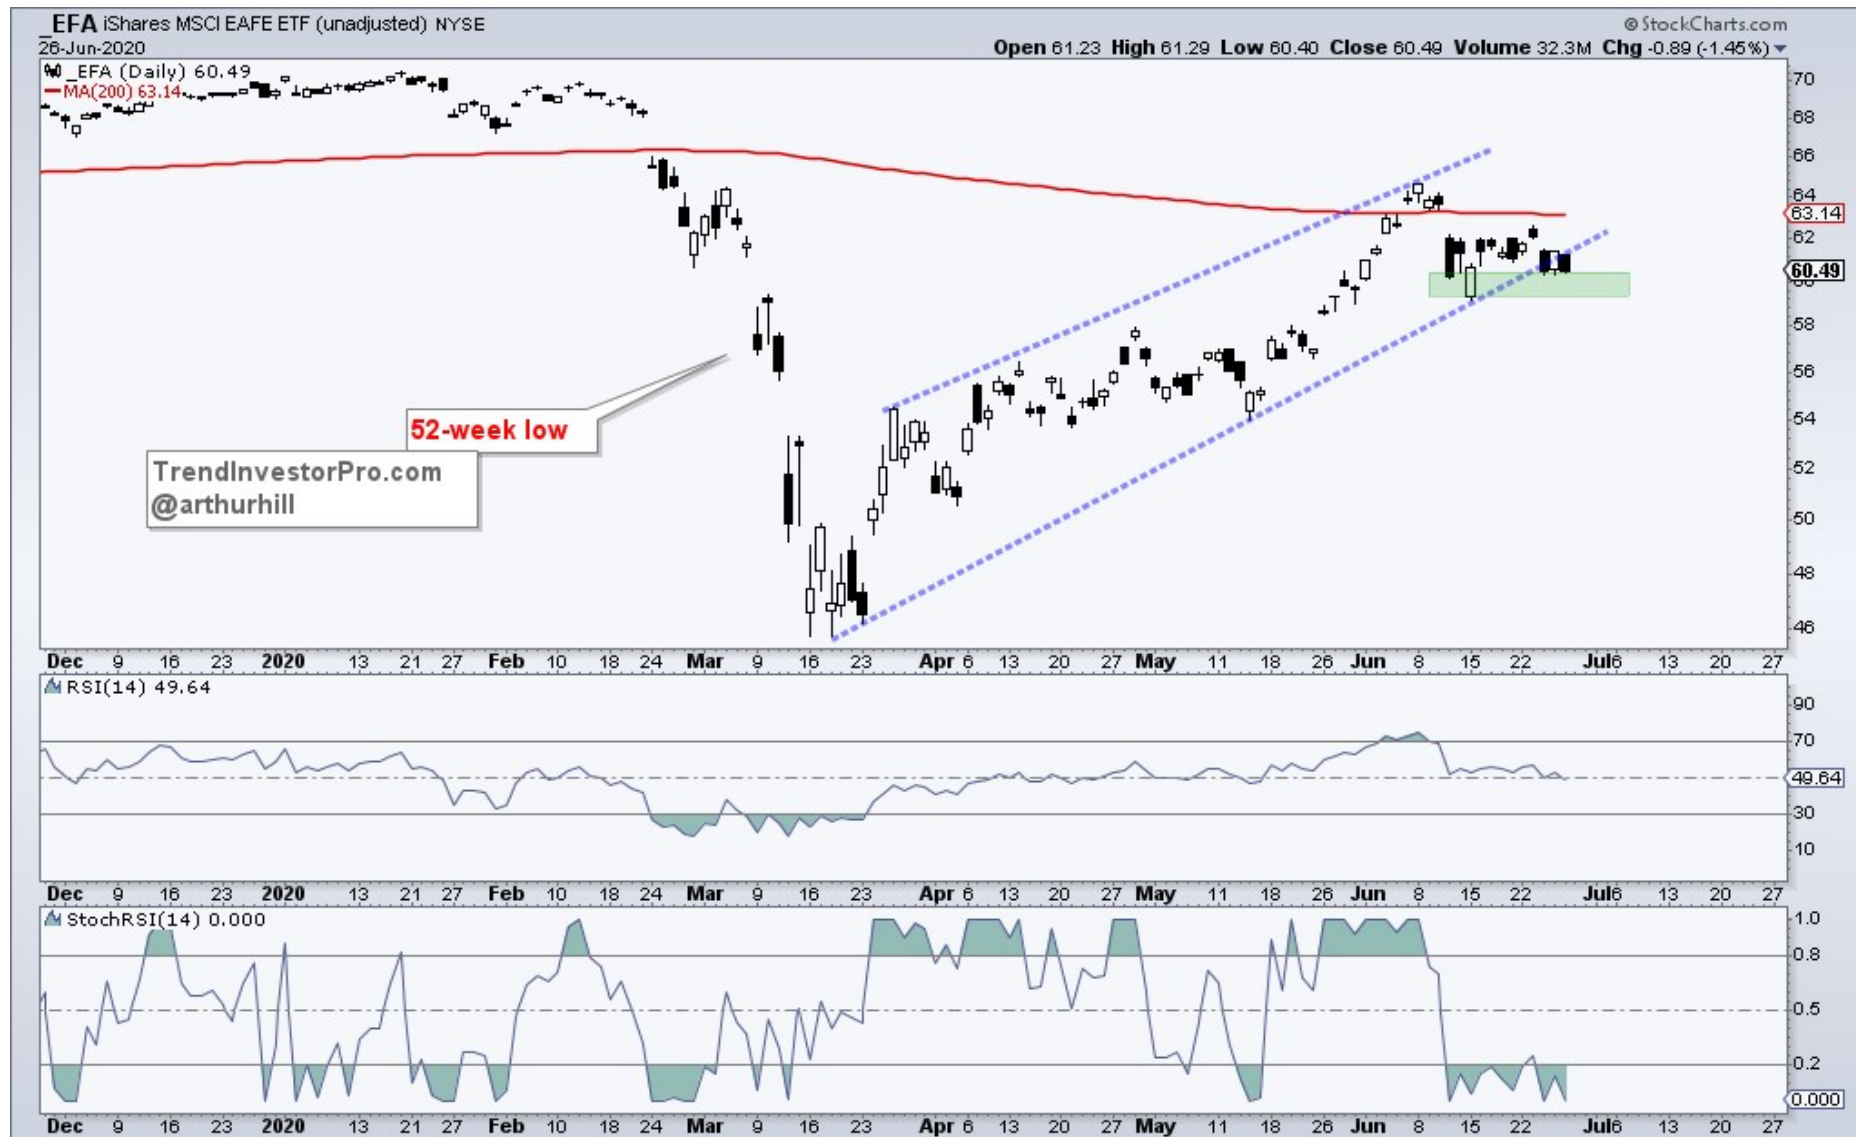 _EFA iShares MSCI EAFE ETF (unadjusted) NYSE
© StockCharts.com
26-Jun-2020
Open 61.23 High 61.29 Low 60.40 Close 60.49 Volume 32.3M Chg -0.89 (-1.45%)
_EFA (Daily) 60.49
MA(200) 63.14
70
68
66
64
63.14
62
60.49
58
56
54
52
50
48
46
52-week low
TrendInvestorPro.com
@arthurhill
Dec 9 16 23 2020 13 21 27 Feb 10 18 24 Mar 9 16 23 Apr 6 13 20 27 May 11 18 26 Jun 8 15 22 Jul6 13 20 27
RSI(14) 49.64
90
70
49.64
30
10
Dec 9 16 23 2020 13 21 27 Feb 10 18 24 Mar 9 16 23 Apr 6 13 20 27 May 11 18 26 Jun 8 15 22 Jul6 13 20 27
StochRSI(14) 0.000
1.0
0.8
0.5
0.2
0.000
Dec 9 16 23 2020 13 21 27 Feb 10 18 24 Mar 9 16 23 Apr 6 13 20 27 May 11 18 26 Jun 8 15 22 Jul6 13 20 27